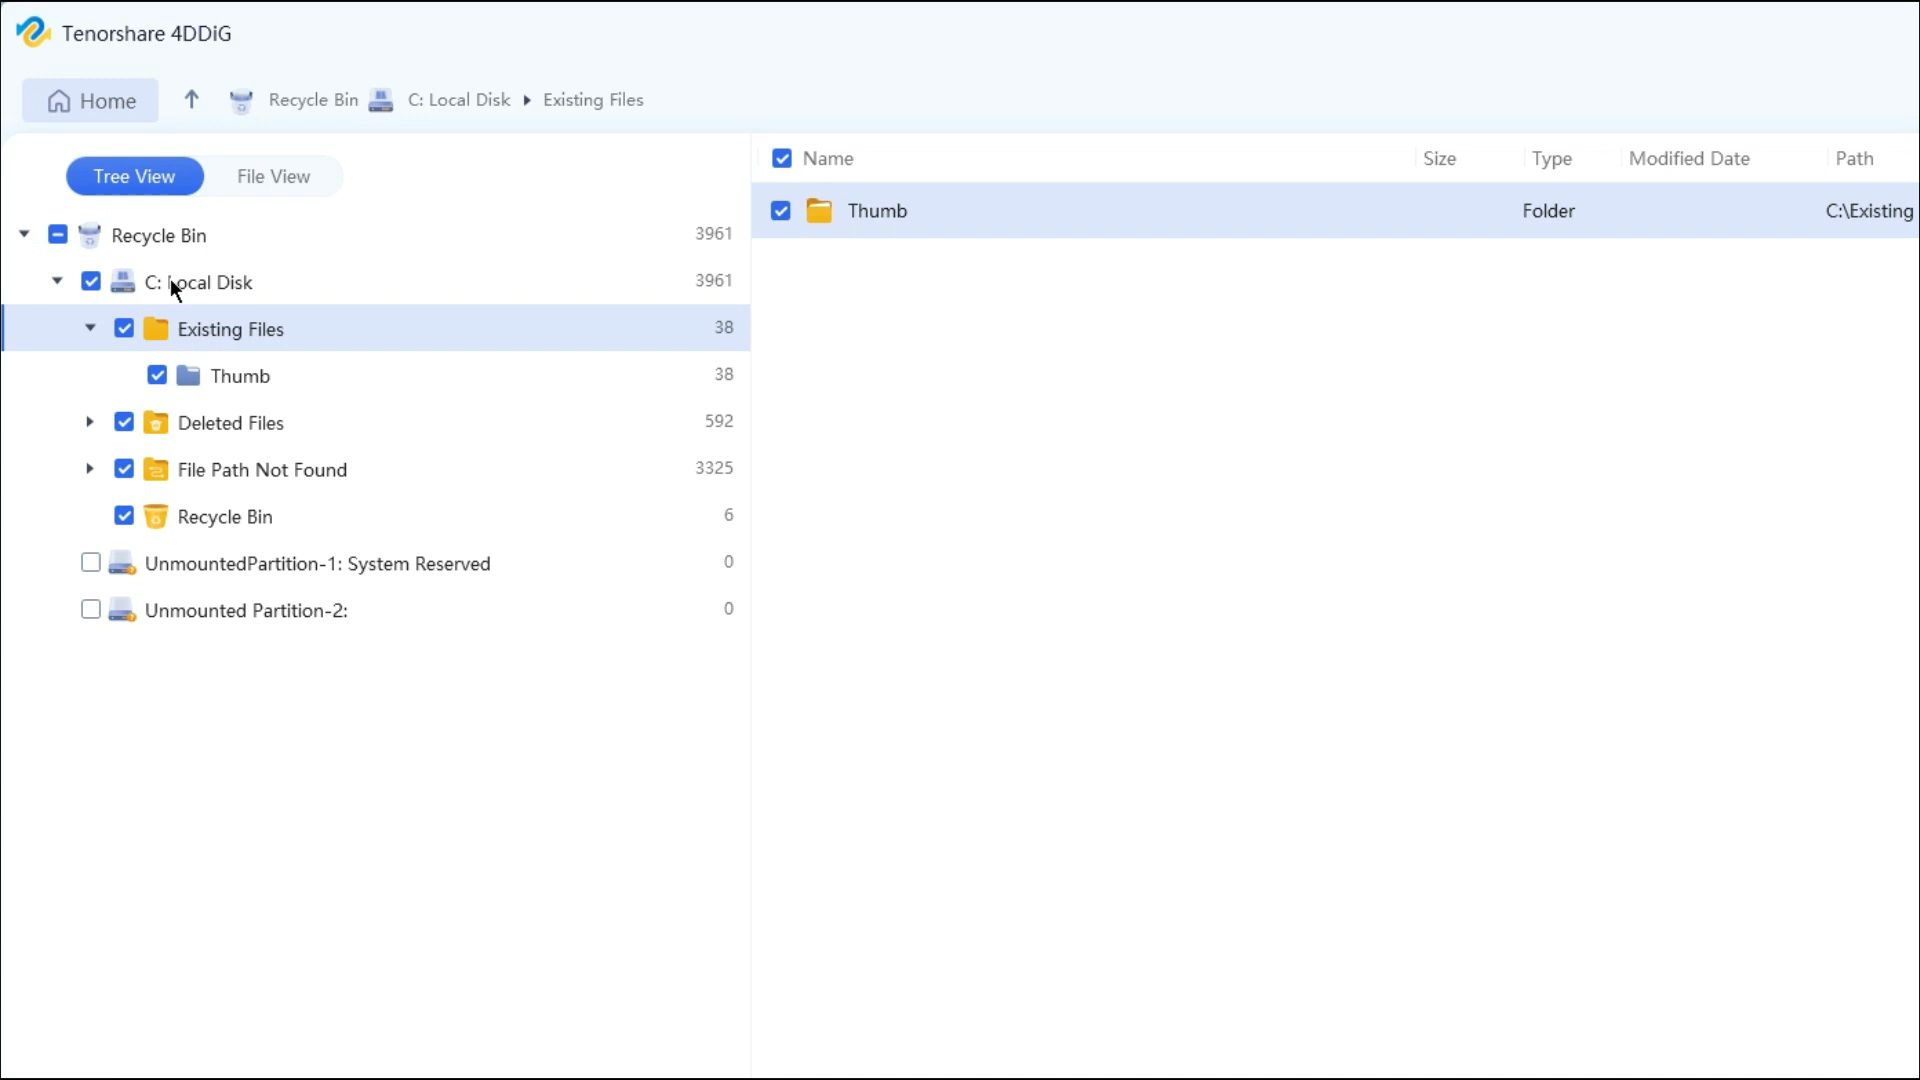 Tenorshare 4DDiG
Home Recycle Bin C: Local Disk Existing Files
Tree View File View
Recycle Bin 3961
C: Local Disk 3961
Existing Files 38
Thumb 38
Deleted Files 592
File Path Not Found 3325
Recycle Bin 6
UnmountedPartition-1: System Reserved 0
Unmounted Partition-2: 0
Name Size Type Modified Date Path
Thumb Folder C:\Existing